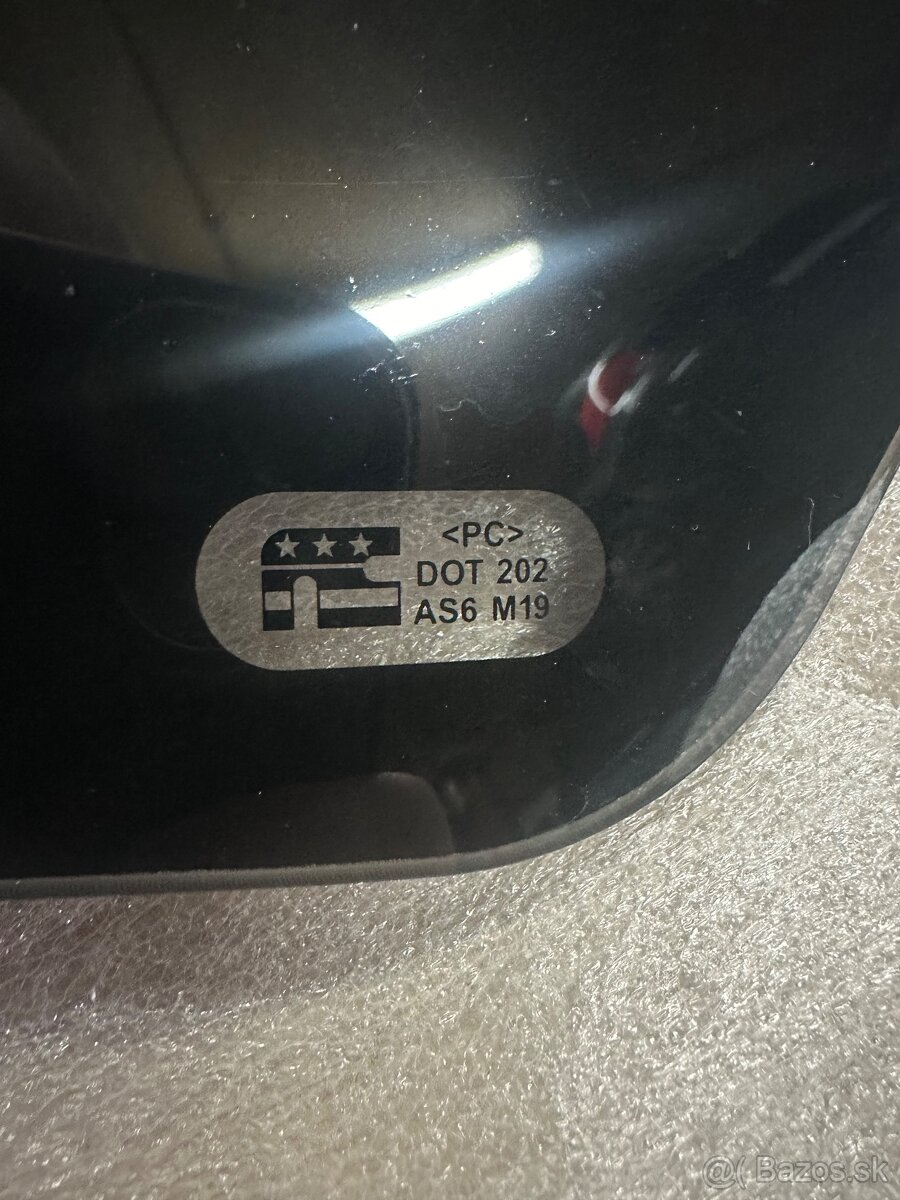 <PC>
DOT 202
AS6 M19
@( Bazos.sk